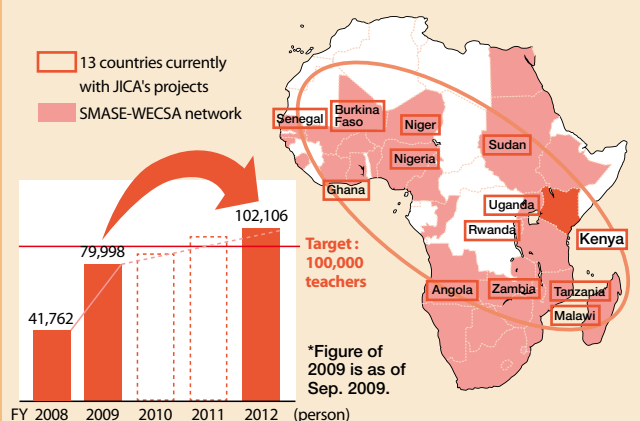 13 countries currently
with JICA's projects
SMASE-WECSA network
Senegal
Burkina
Faso
Niger
Nigeria
Sudan
Ghana
Uganda
Rwanda
Kenya
Angola
Zambia
Tanzania
Malawi
102,106
79,998
41,762
Target :
100,000
teachers
*Figure of
2009 is as of
Sep. 2009.
FY 2008 2009 2010 2011 2012 (person)